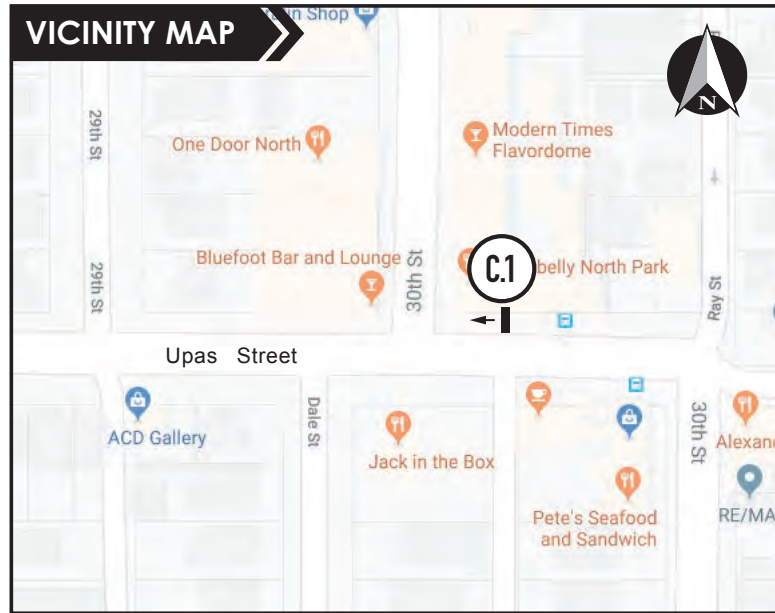 VICINITY MAP
Shop
N
29th St
One Door North
Modern Times
Flavordome
29th St
Bluefoot Bar and Lounge
30th St
C.1
belly North Park
Ray St
Upas Street
ACD Gallery
Dale St
Jack in the Box
30th St
Alexand
Pete's Seafood
and Sandwich
RE/MA